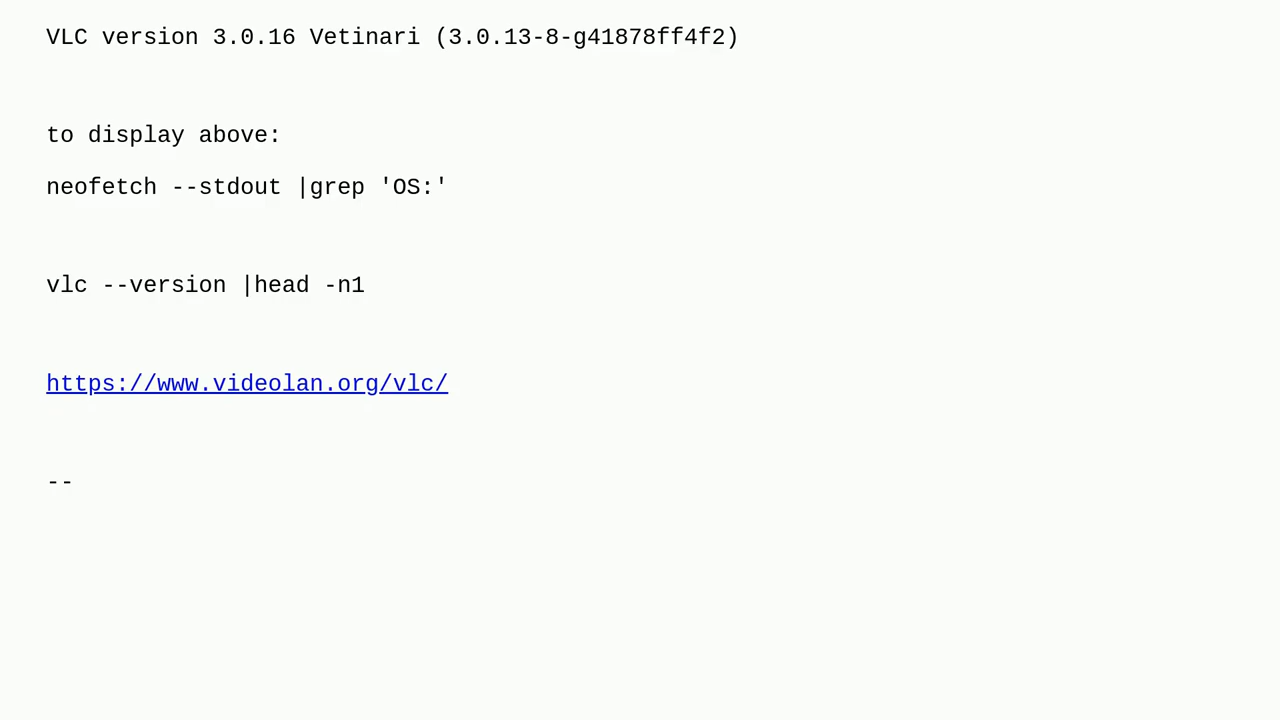 VLC version 3.0.16 Vetinari (3.0.13-8-g41878ff4f2)
to display above:
neofetch --stdout |grep 'OS:'
vlc --version |head -n1
https://www.videolan.org/vlc/
--